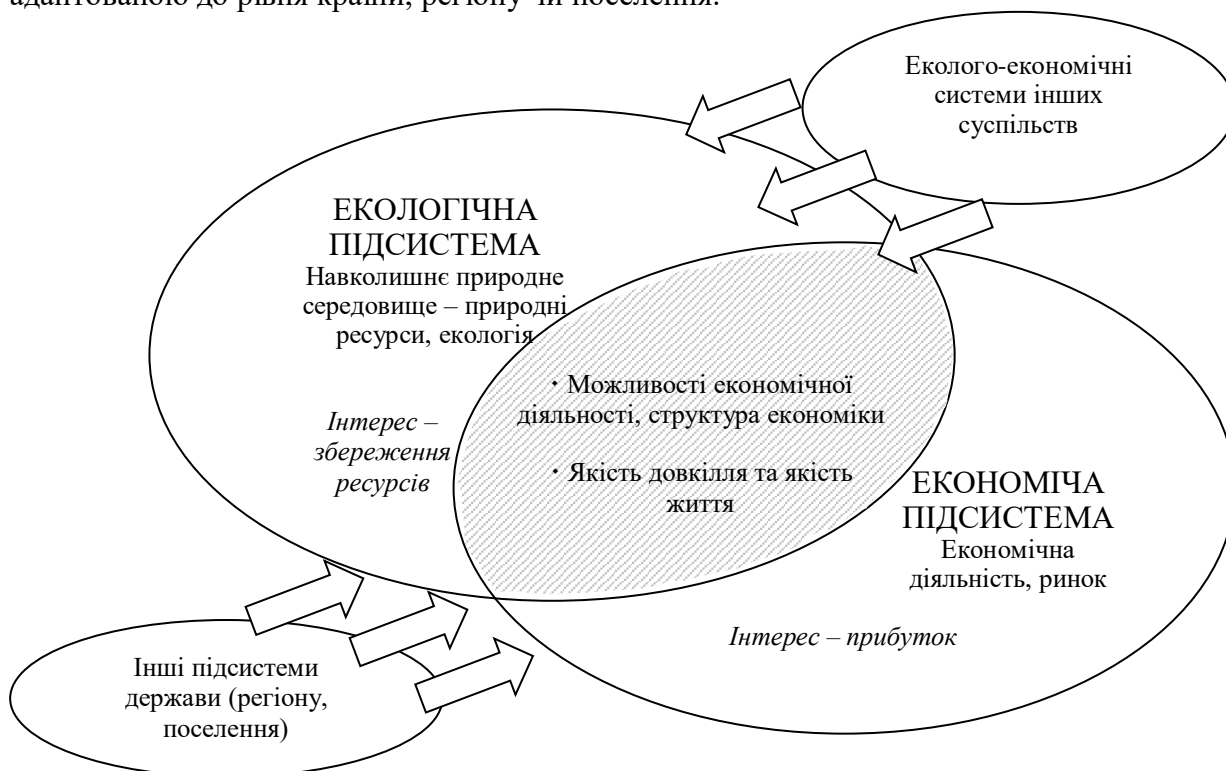 адаптованою до рівня країни, регіону чи поселення.
Еколого-економічні
системи інших
суспільств
ЕКОЛОГІЧНА
ПІДСИСТЕМА
Навколишнє природне
середовище – природні
ресурси, екологія
· Можливості економічної
діяльності, структура економіки
· Якість довкілля та якість
життя
Інтерес –
збереження
ресурсів
ЕКОНОМІЧА
ПІДСИСТЕМА
Економічна
діяльність, ринок
Інтерес – прибуток
Інші підсистеми
держави (регіону,
поселення)